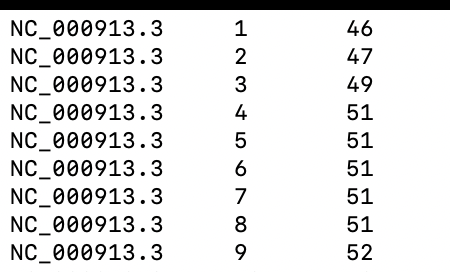 NC_000913.3 1 46
NC_000913.3 2 47
NC_000913.3 3 49
NC_000913.3 4 51
NC_000913.3 5 51
NC_000913.3 6 51
NC_000913.3 7 51
NC_000913.3 8 51
NC_000913.3 9 52